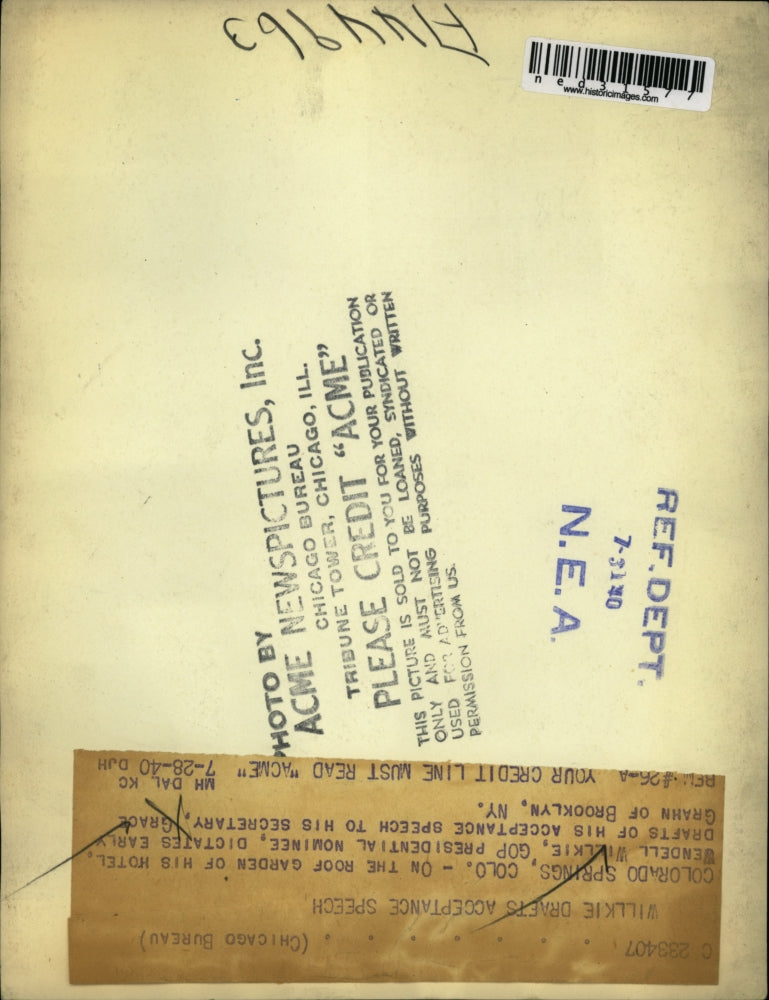 A44963
ned31577
www.historicimages.com
PHOTO BY
ACME NEWSPICTURES, Inc.
CHICAGO BUREAU
TRIBUNE TOWER, CHICAGO, ILL.
PLEASE CREDIT "ACME"
THIS PICTURE IS SOLD TO YOU FOR YOUR PUBLICATION
ONLY AND MUST NOT BE LOANED, SYNDICATED OR
USED FOR ADVERTISING PURPOSES WITHOUT WRITTEN
PERMISSION FROM US.
REF. DEPT.
7-31 40
N.E.A.
C 233407 . . . . . . . (CHICAGO BUREAU)
WILLKIE DRAFTS ACCEPTANCE SPEECH
COLORADO SPRINGS, COLO. - ON THE ROOF GARDEN OF HIS HOTEL,
WENDELL WILLKIE, GOP PRESIDENTIAL NOMINEE, DICTATES EARLY
DRAFTS OF HIS ACCEPTANCE SPEECH TO HIS SECRETARY, GRACE
GRAHN OF BROOKLYN, NY.
MH DAL KC
#26-A YOUR CREDIT LINE MUST READ "ACME" 7-28-40 DJH